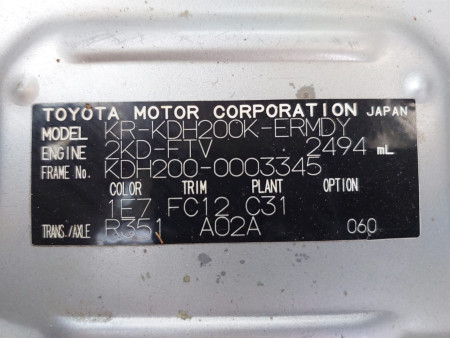 TOYOTA MOTOR CORPORATION JAPAN
MODEL KR-KDH200K-ERMDY
ENGINE 2KD-FTV 2494 mL
FRAME No. KDH200-0003345
COLOR TRIM PLANT OPTION
1E7 FC12 C31
TRANS./AXLE R351 A02A 060